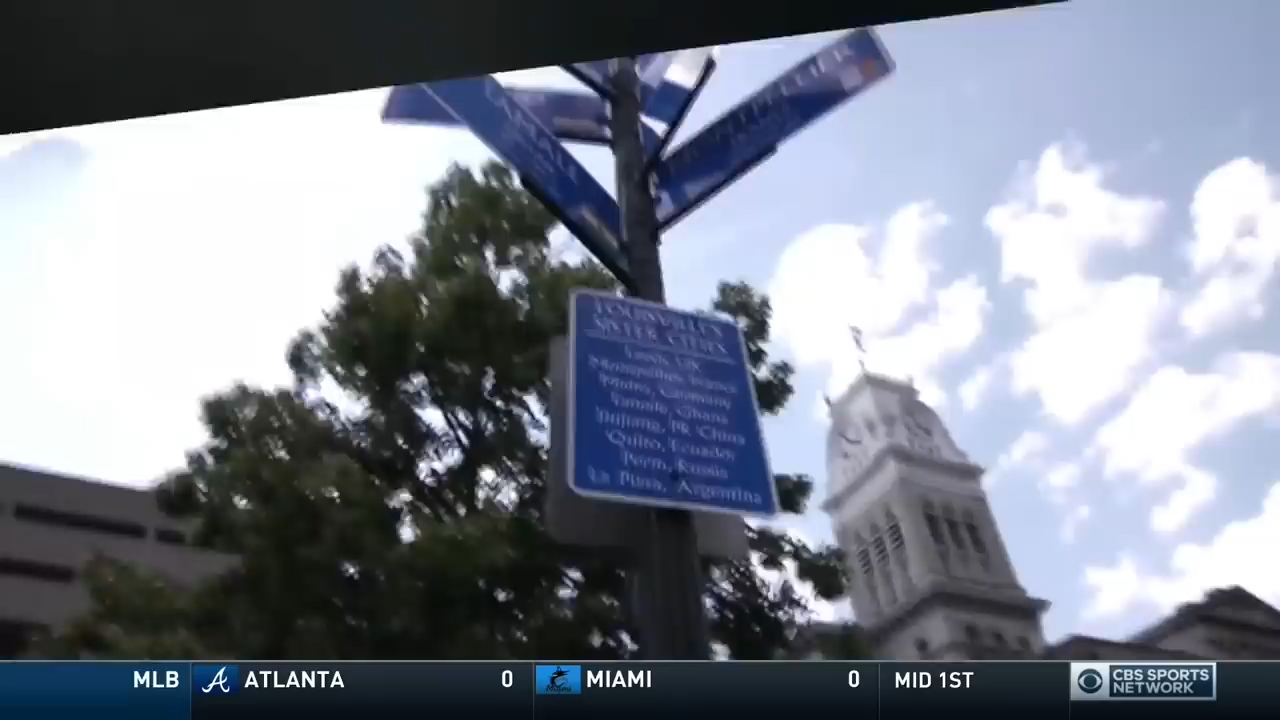 MONTPELLIER
LOUISVILLE'S
SISTER CITIES
Leeds, UK
Montpellier, France
Mainz, Germany
Tamale, Ghana
Jiujiang, PR China
Quito, Ecuador
Perm, Russia
La Plata, Argentina
MLB ATLANTA 0 MIAMI 0 MID 1ST CBS SPORTS
NETWORK